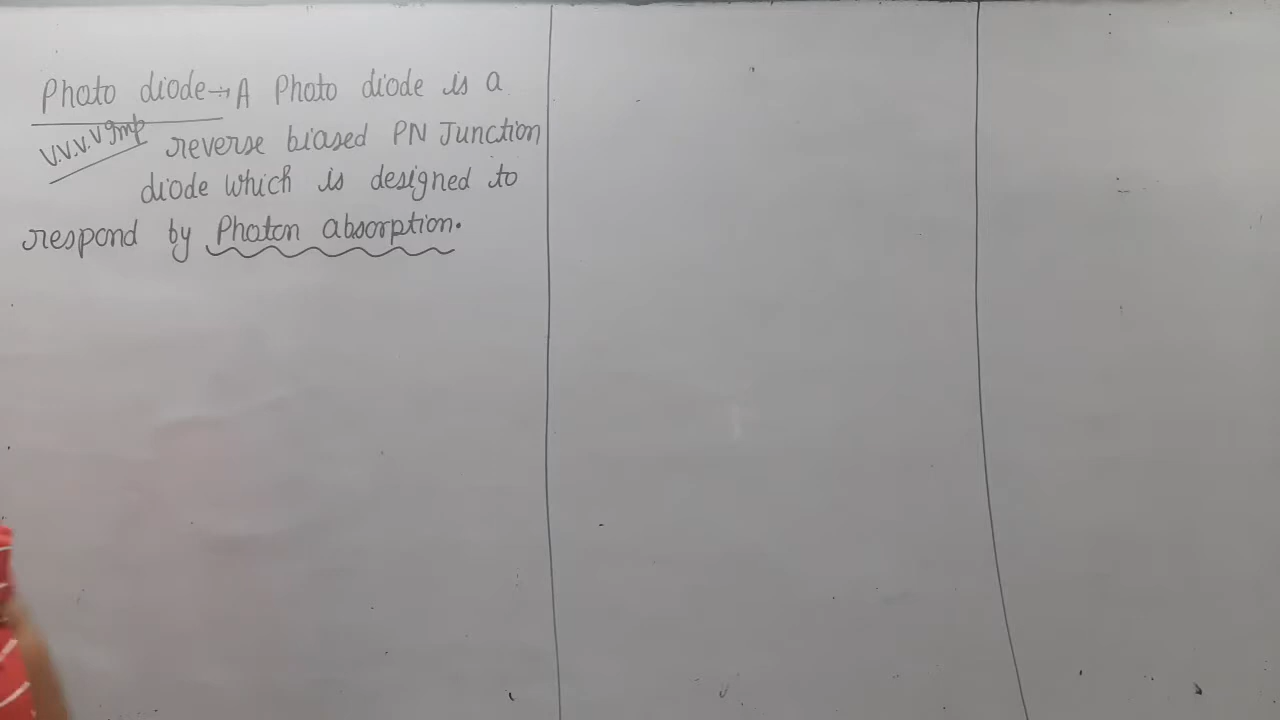 Photo diode → A Photo diode is a
V.V.V.V Imp
reverse biased PN Junction
diode which is designed to
respond by Photon absorption.